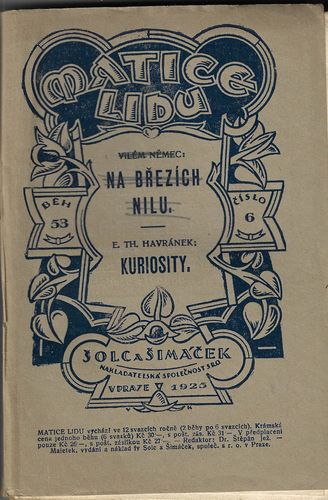 MATICE
LIDU
VILÉM NĚMEC:
NA BŘEZÍCH
NILU.
BĚH
53
ČÍSLO
6
E. TH. HAVRÁNEK:
KURIOSITY.
ŠOLC A ŠIMÁČEK
NAKLADATELSKÁ SPOLEČNOST S.R.O.
V PRAZE 1925
MATICE LIDU vychází ve 12 svazcích ročně (2 běhy po 6 svazcích). Krámská
cena jednoho běhu (6 svazků) Kč 30·—, s pošt. zás. Kč 31·—. V předplacení
pouze Kč 26·—, s pošt. zásilkou Kč 27·—. Redaktor: Dr. Štěpán Jež. —
Majetek, vydání a náklad fy Šolc a Šimáček, společ. s r. o. v Praze.